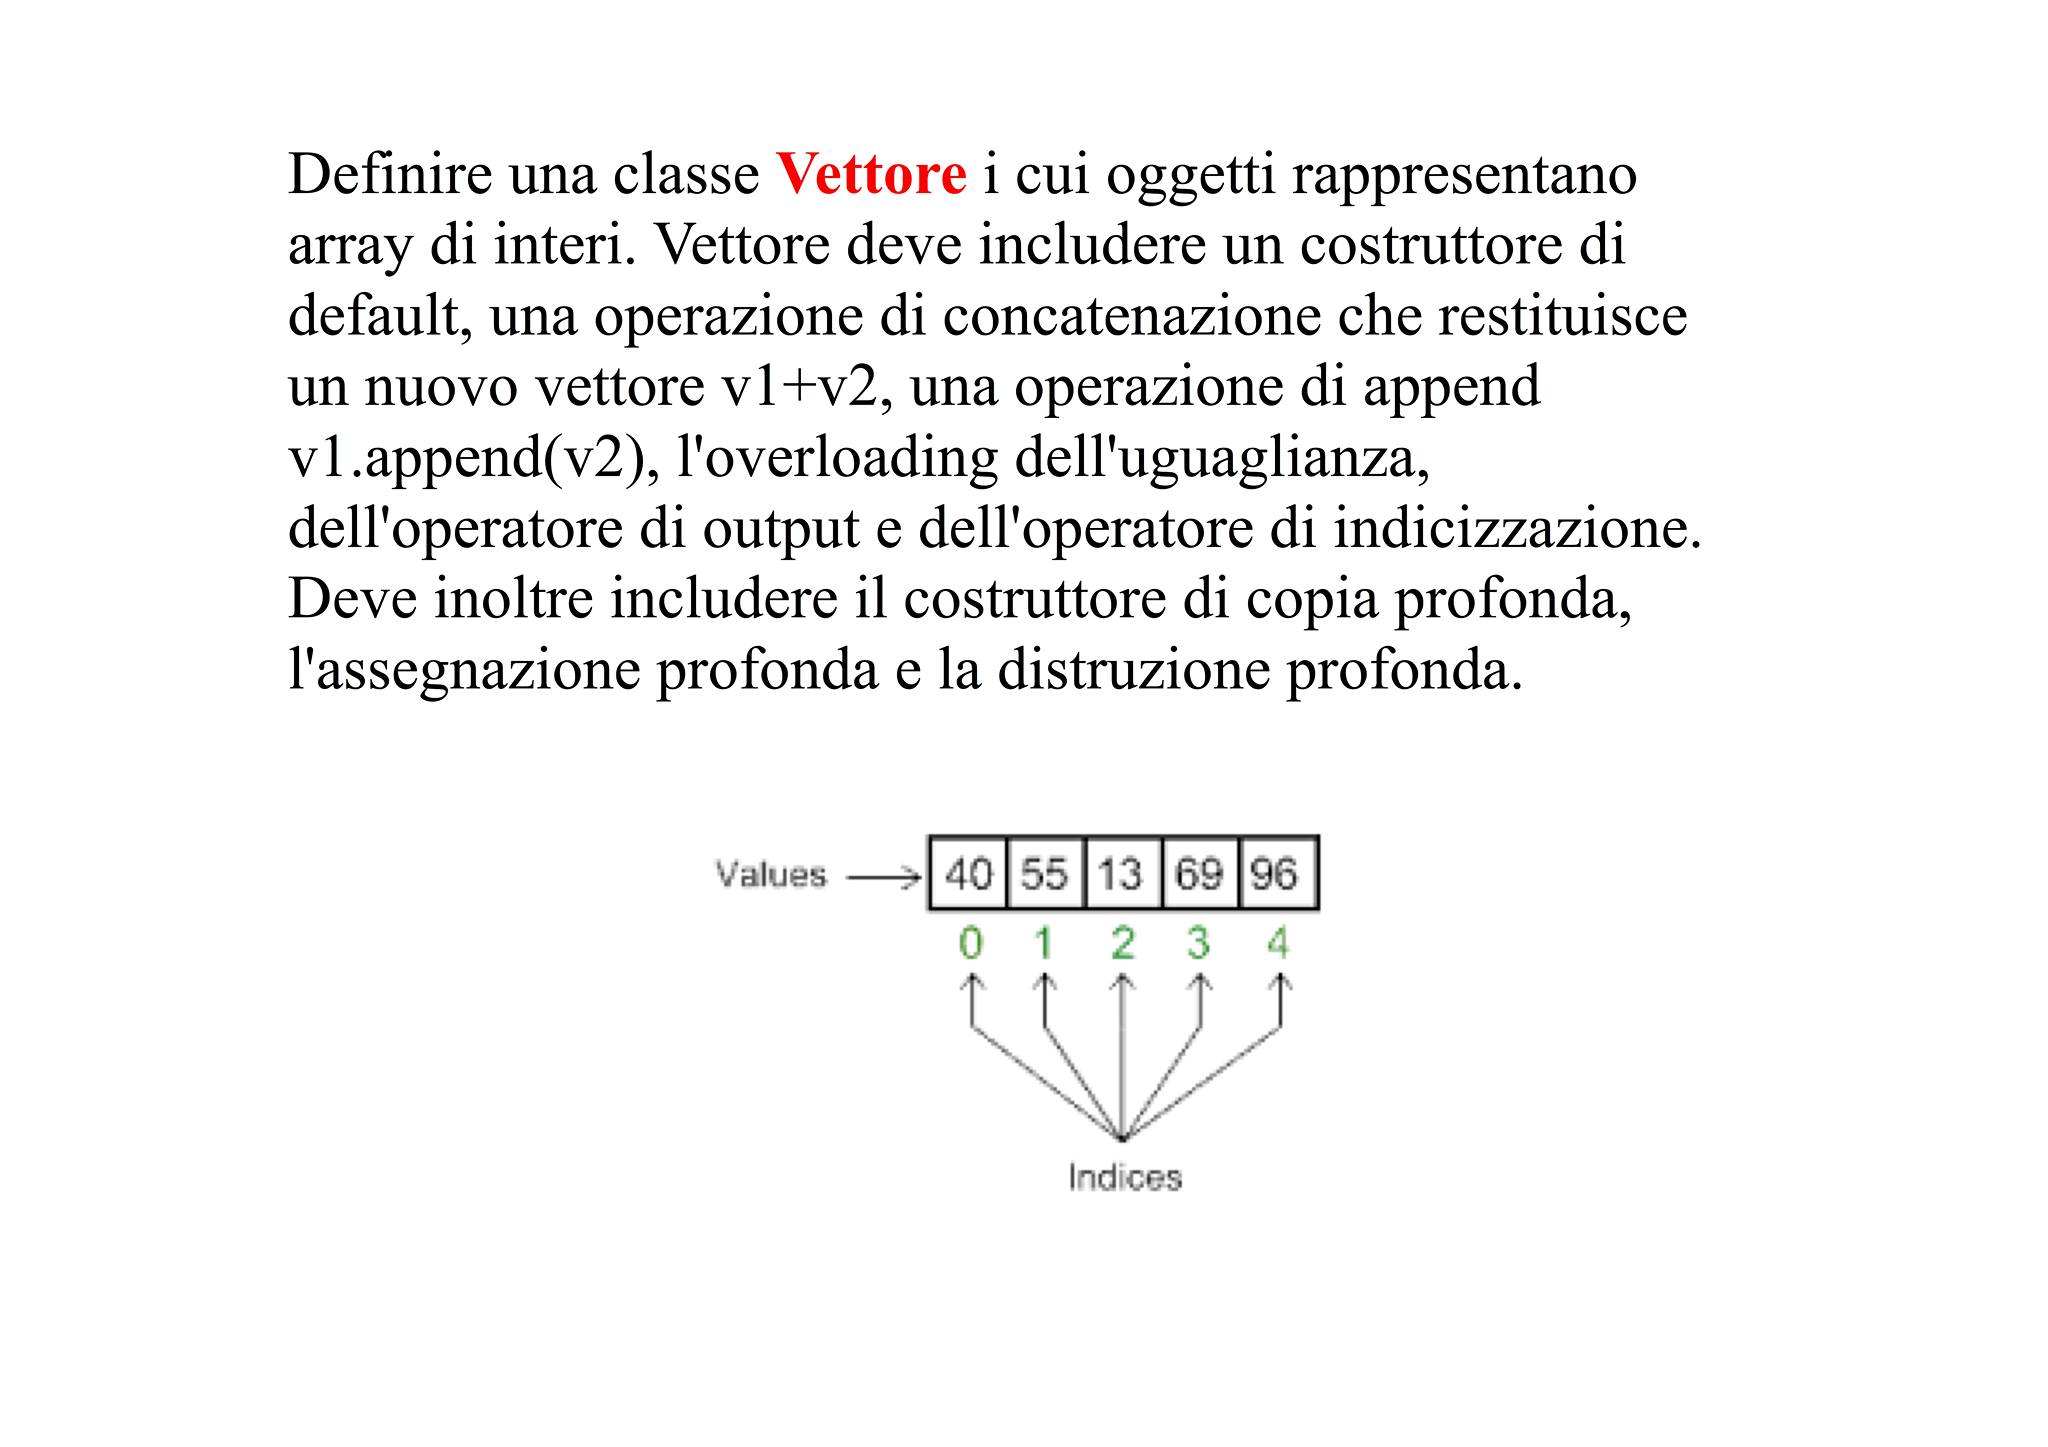 Definire una classe Vettore i cui oggetti rappresentano
array di interi. Vettore deve includere un costruttore di
default, una operazione di concatenazione che restituisce
un nuovo vettore v1+v2, una operazione di append
v1.append(v2), l'overloading dell'uguaglianza,
dell'operatore di output e dell'operatore di indicizzazione.
Deve inoltre includere il costruttore di copia profonda,
l'assegnazione profonda e la distruzione profonda.
Values 40 55 13 69 96
0 1 2 3 4
Indices